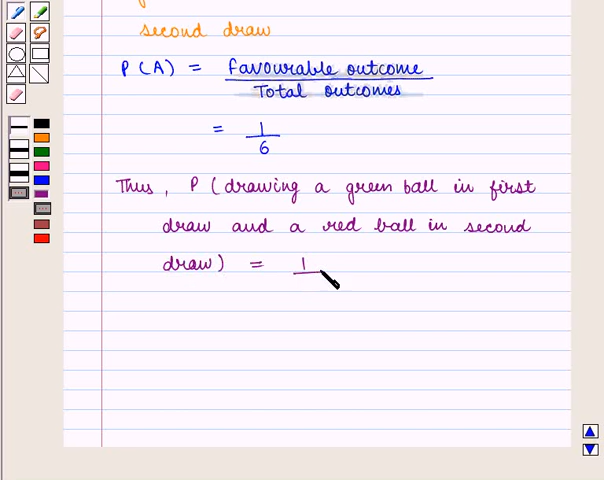 second draw
P(A) = favourable outcome / Total outcomes
= 1/6
Thus, P (drawing a green ball in first
draw and a red ball in second
draw) = 1